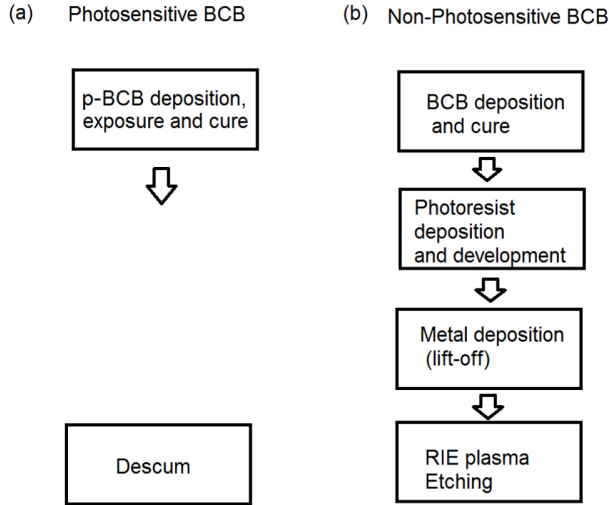 (a) Photosensitive BCB
(b) Non-Photosensitive BCB
p-BCB deposition,
exposure and cure
Descum
BCB deposition
and cure
Photoresist
deposition
and development
Metal deposition
(lift-off)
RIE plasma
Etching